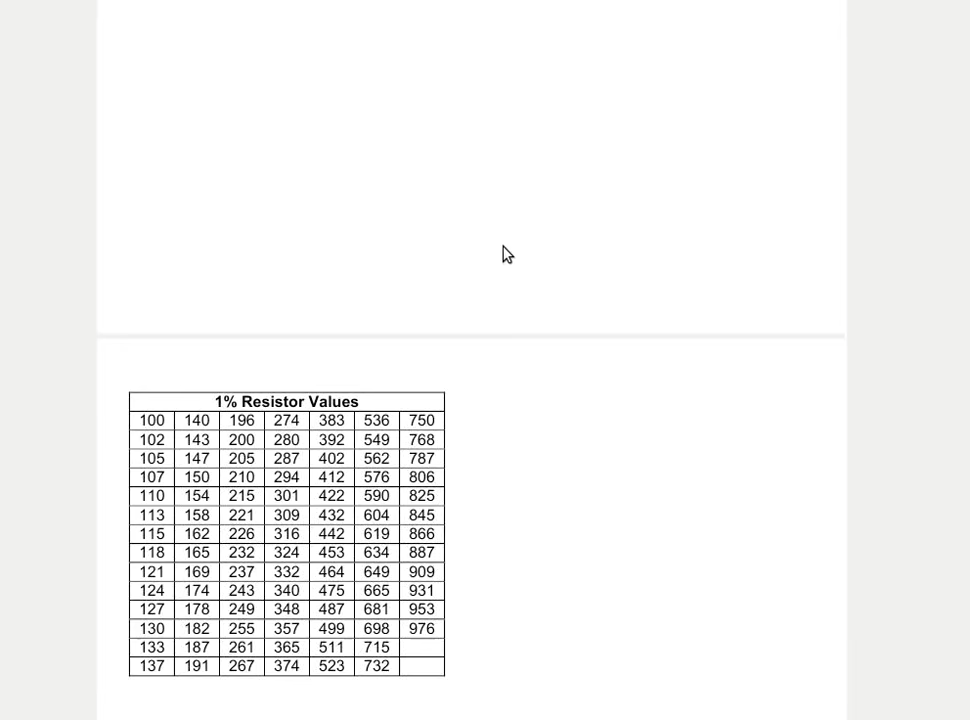 1% Resistor Values
100 140 196 274 383 536 750
102 143 200 280 392 549 768
105 147 205 287 402 562 787
107 150 210 294 412 576 806
110 154 215 301 422 590 825
113 158 221 309 432 604 845
115 162 226 316 442 619 866
118 165 232 324 453 634 887
121 169 237 332 464 649 909
124 174 243 340 475 665 931
127 178 249 348 487 681 953
130 182 255 357 499 698 976
133 187 261 365 511 715
137 191 267 374 523 732